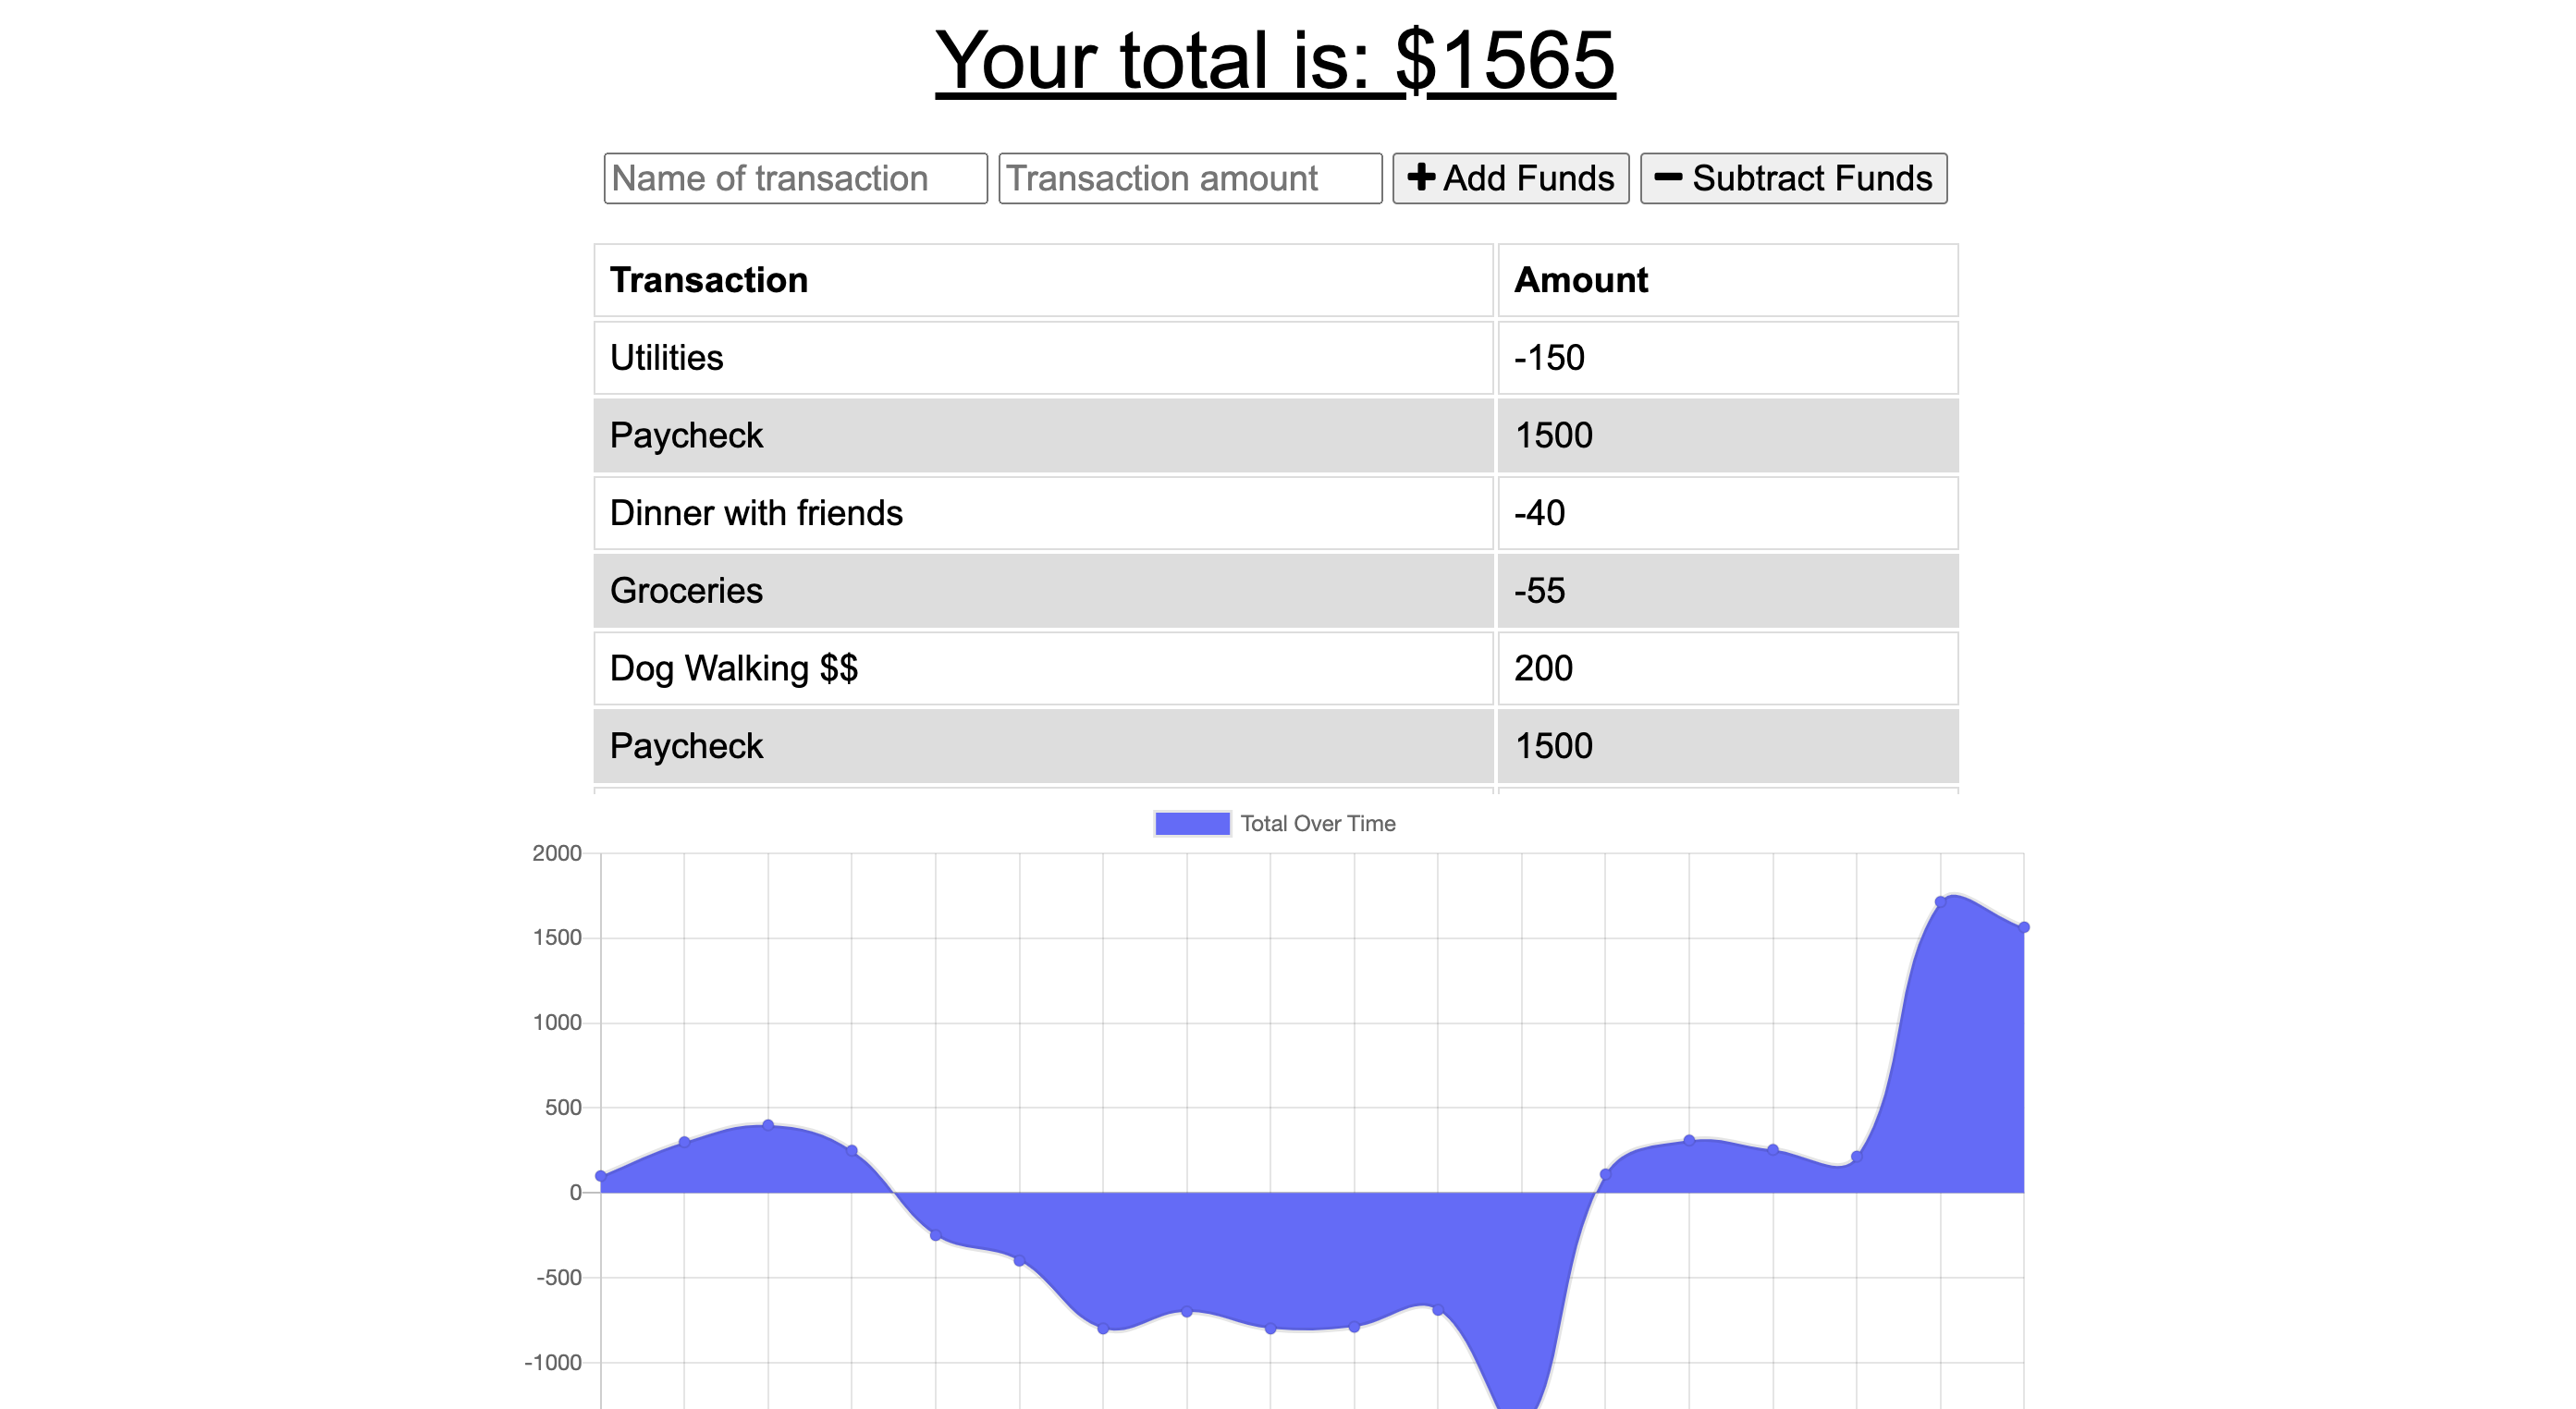 Your total is: $1565
Name of transaction Transaction amount Add Funds Subtract Funds
Transaction Amount
Utilities -150
Paycheck 1500
Dinner with friends -40
Groceries -55
Dog Walking $$ 200
Paycheck 1500
Total Over Time
2000
1500
1000
500
0
-500
-1000